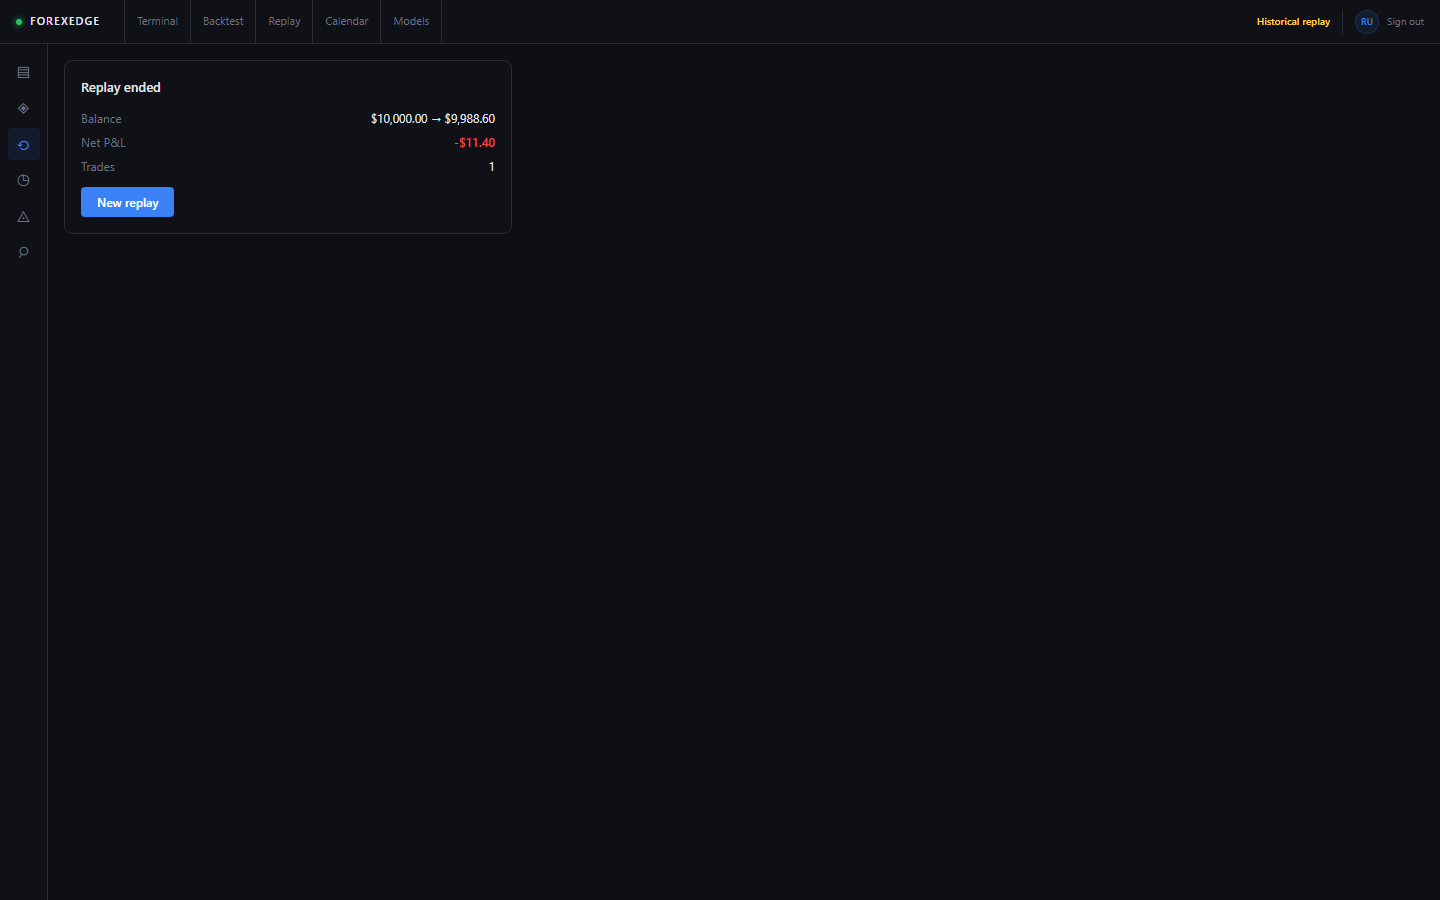 FOREXEDGE Terminal Backtest Replay Calendar Models Historical replay RU Sign out
Replay ended
Balance $10,000.00 → $9,988.60
Net P&L -$11.40
Trades 1
New replay